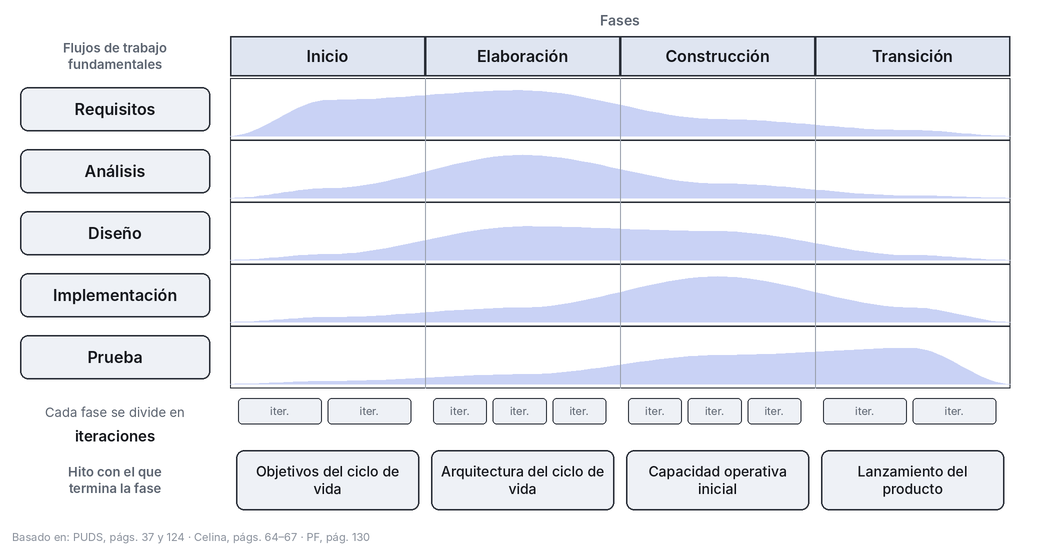 Fases
Flujos de trabajo
fundamentales
Inicio
Elaboración
Construcción
Transición
Requisitos
Análisis
Diseño
Implementación
Prueba
Cada fase se divide en
iteraciones
iter.
iter.
iter.
iter.
iter.
iter.
iter.
iter.
iter.
iter.
Hito con el que
termina la fase
Objetivos del ciclo de
vida
Arquitectura del ciclo de
vida
Capacidad operativa
inicial
Lanzamiento del
producto
Basado en: PUDS, págs. 37 y 124 · Celina, págs. 64–67 · PF, pág. 130